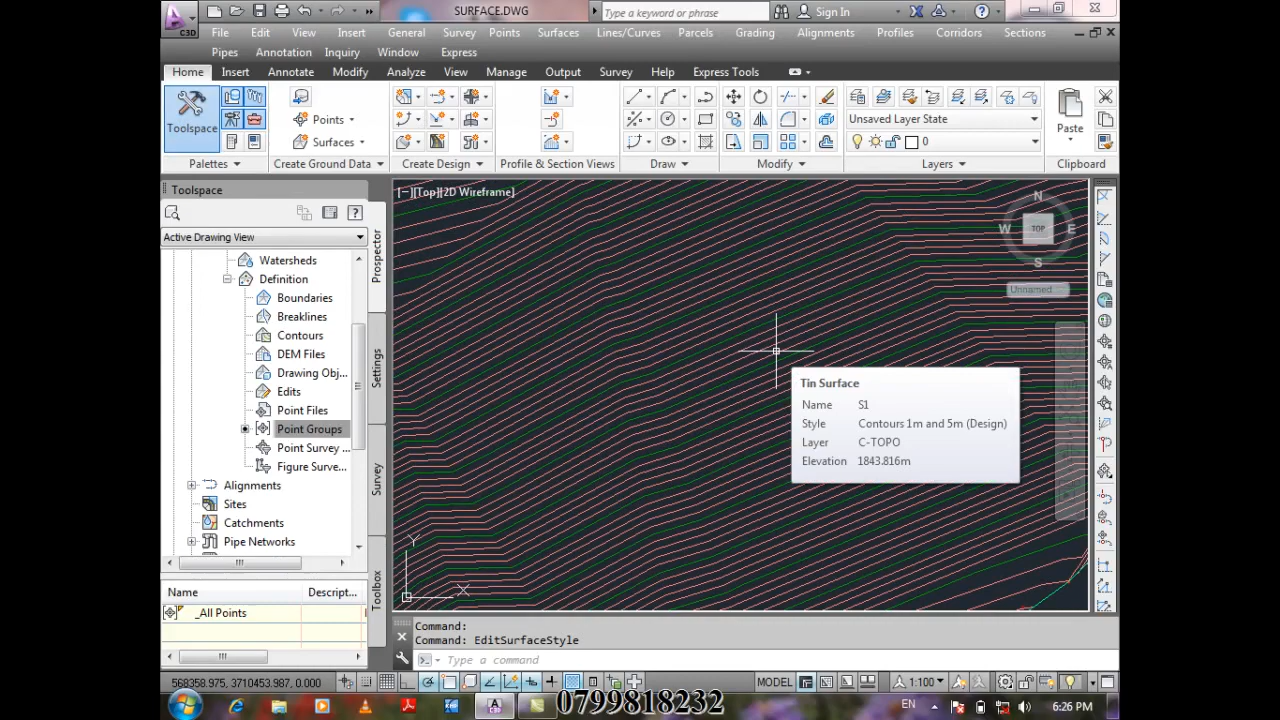 SURFACE.DWG
Type a keyword or phrase
Sign In
C3D
File Edit View Insert General Survey Points Surfaces Lines/Curves Parcels Grading Alignments Profiles Corridors Sections
Pipes Annotation Inquiry Window Express
Home Insert Annotate Modify Analyze View Manage Output Survey Help Express Tools
Toolspace
Points
Surfaces
Unsaved Layer State
0
Paste
Palettes
Create Ground Data
Create Design
Profile & Section Views
Draw
Modify
Layers
Clipboard
Toolspace
Active Drawing View
Watersheds
Definition
Boundaries
Breaklines
Contours
DEM Files
Drawing Obj...
Edits
Point Files
Point Groups
Point Survey ...
Figure Surve...
Alignments
Sites
Catchments
Pipe Networks
Name Descript...
_All Points
Prospector
Settings
Survey
Toolbox
[−][Top][2D Wireframe]
N
W TOP E
S
Unnamed
Tin Surface
Name S1
Style Contours 1m and 5m (Design)
Layer C-TOPO
Elevation 1843.816m
Y
X
Command:
Command: EditSurfaceStyle
Type a command
568358.975, 3710453.987, 0.000
MODEL
1:100
0799818232
EN
6:26 PM